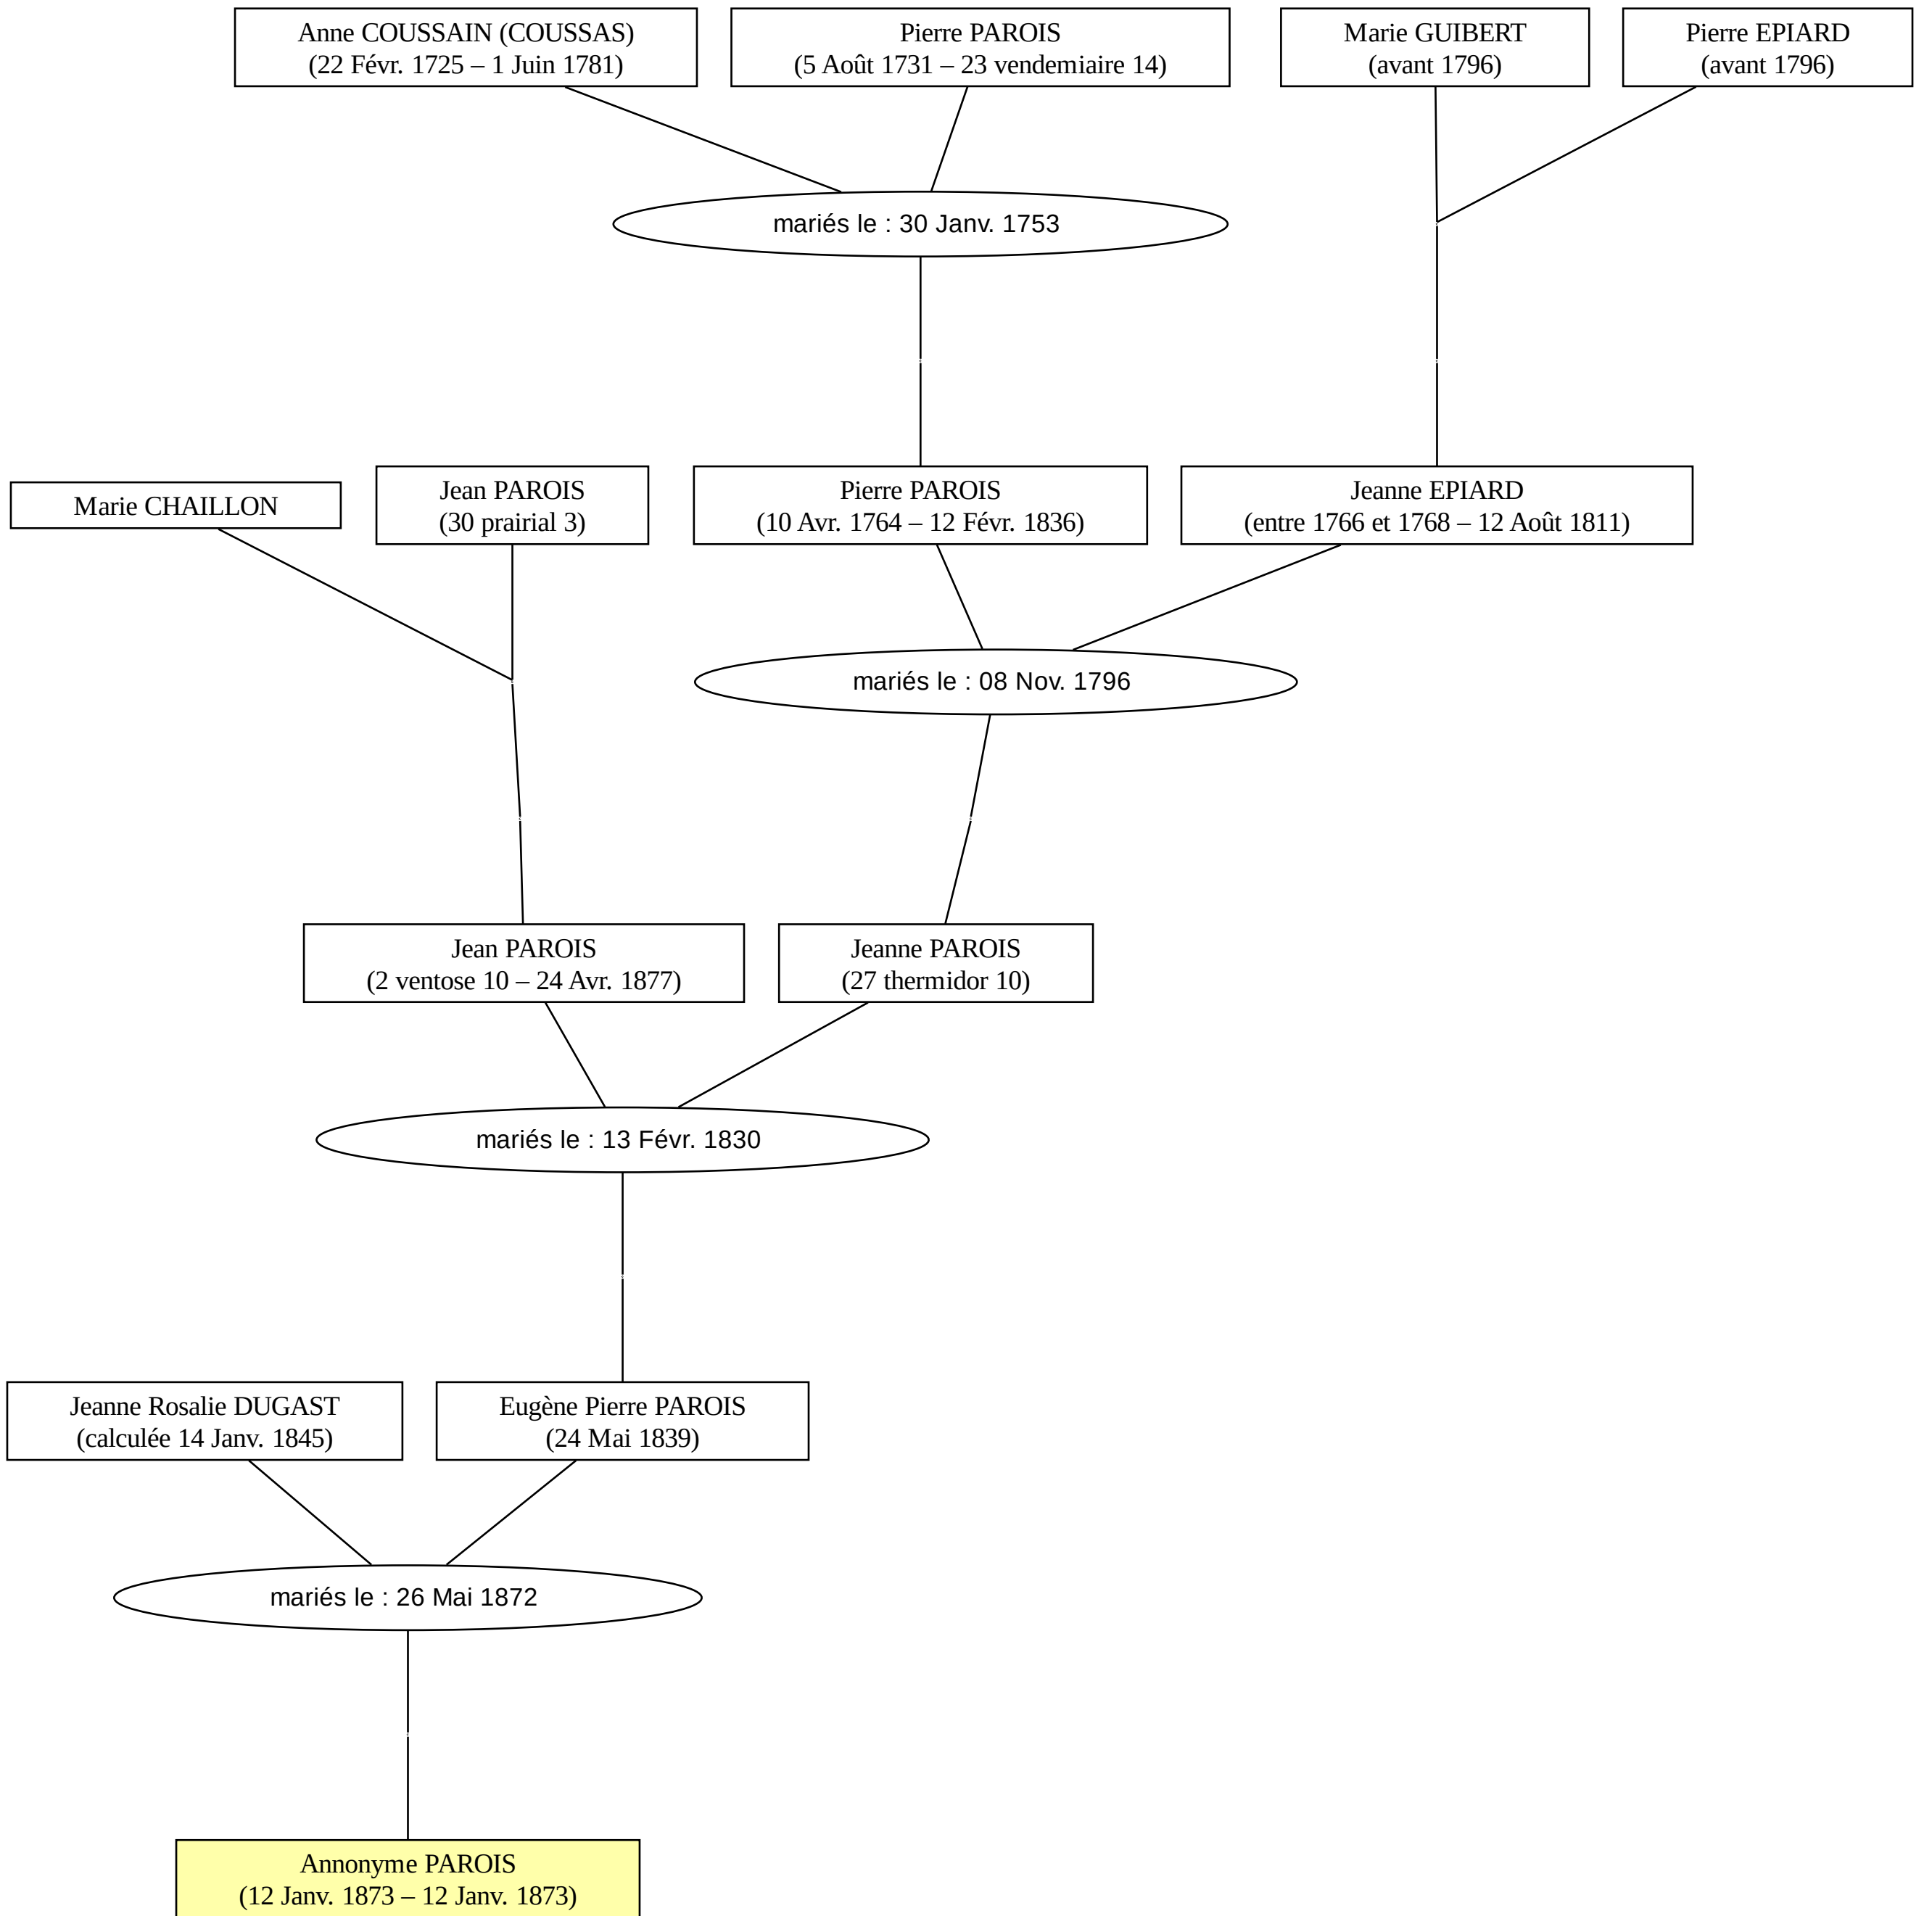 Anne COUSSAIN (COUSSAS)
(22 Févr. 1725 – 1 Juin 1781)
Pierre PAROIS
(5 Août 1731 – 23 vendemiaire 14)
Marie GUIBERT
(avant 1796)
Pierre EPIARD
(avant 1796)
mariés le : 30 Janv. 1753
Marie CHAILLON
Jean PAROIS
(30 prairial 3)
Pierre PAROIS
(10 Avr. 1764 – 12 Févr. 1836)
Jeanne EPIARD
(entre 1766 et 1768 – 12 Août 1811)
mariés le : 08 Nov. 1796
Jean PAROIS
(2 ventose 10 – 24 Avr. 1877)
Jeanne PAROIS
(27 thermidor 10)
mariés le : 13 Févr. 1830
Jeanne Rosalie DUGAST
(calculée 14 Janv. 1845)
Eugène Pierre PAROIS
(24 Mai 1839)
mariés le : 26 Mai 1872
Annonyme PAROIS
(12 Janv. 1873 – 12 Janv. 1873)